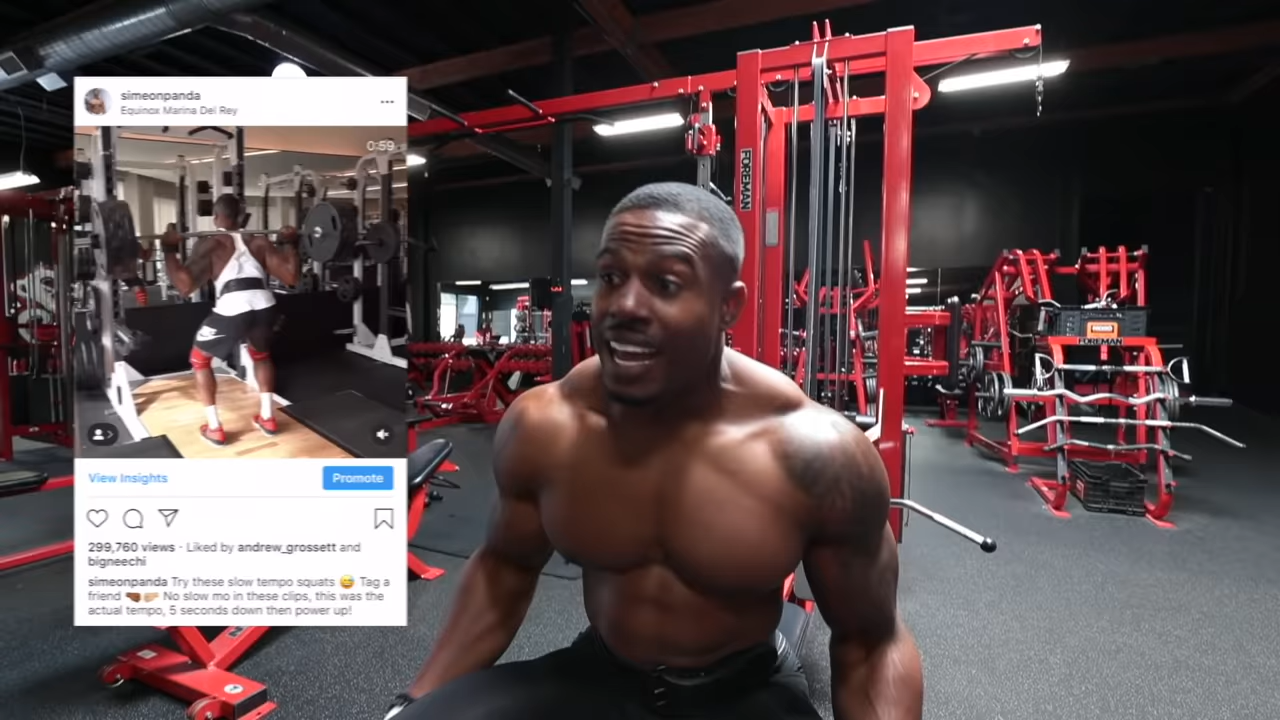 simeonpanda
Equinox Marina Del Rey
0:59
View Insights
Promote
299,760 views · Liked by andrew_grossett and
bigneechi
simeonpanda Try these slow tempo squats 😅 Tag a
friend 🤜🏾🤛🏼 No slow mo in these clips, this was the
actual tempo, 5 seconds down then power up!
FOREMAN
FOREMAN